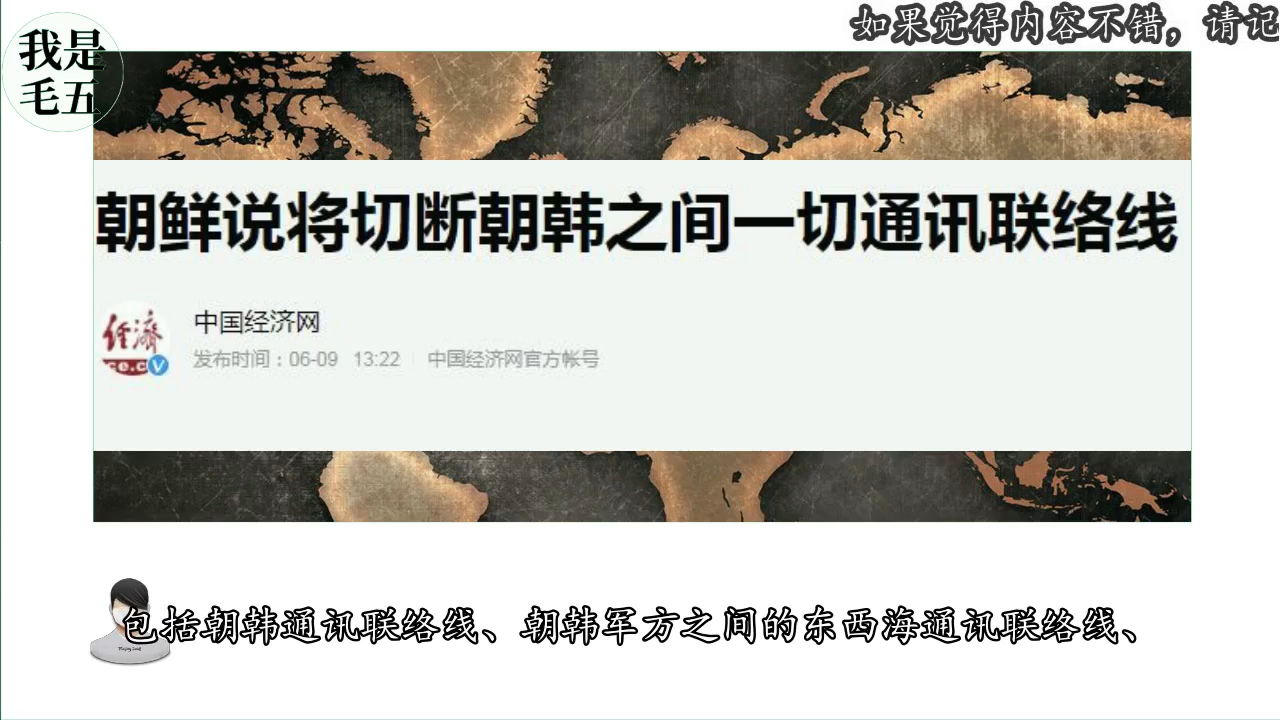 如果觉得内容不错，请记
我是
毛五
朝鲜说将切断朝韩之间一切通讯联络线
经濟
ce.c
中国经济网
发布时间：06-09 13:22 中国经济网官方帐号
包括朝韩通讯联络线、朝韩军方之间的东西海通讯联络线、